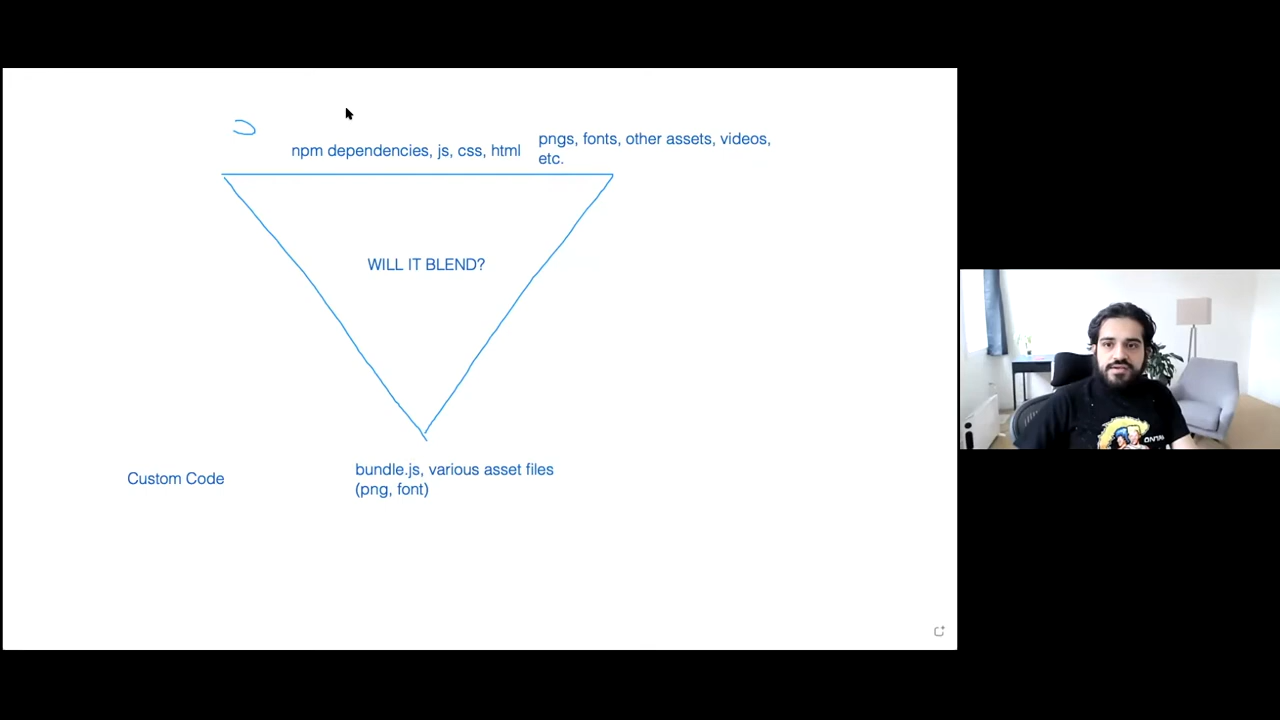 pngs, fonts, other assets, videos,
etc.
npm dependencies, js, css, html
WILL IT BLEND?
bundle.js, various asset files
(png, font)
Custom Code